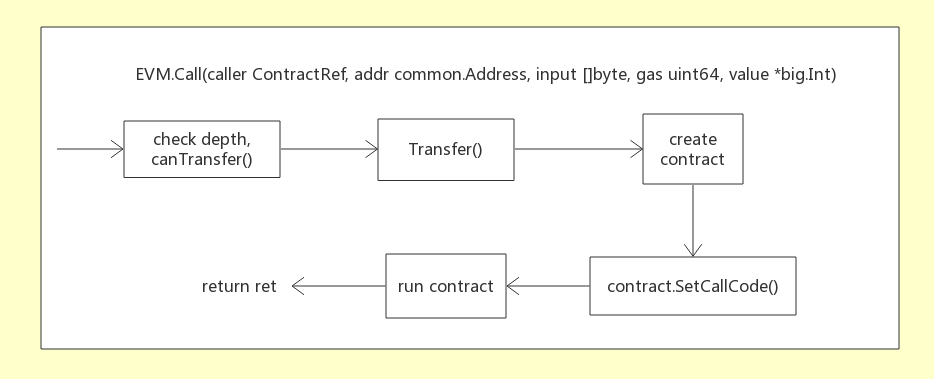 EVM.Call(caller ContractRef, addr common.Address, input []byte, gas uint64, value *big.Int)
check depth,
canTransfer()
Transfer()
create
contract
contract.SetCallCode()
run contract
return ret